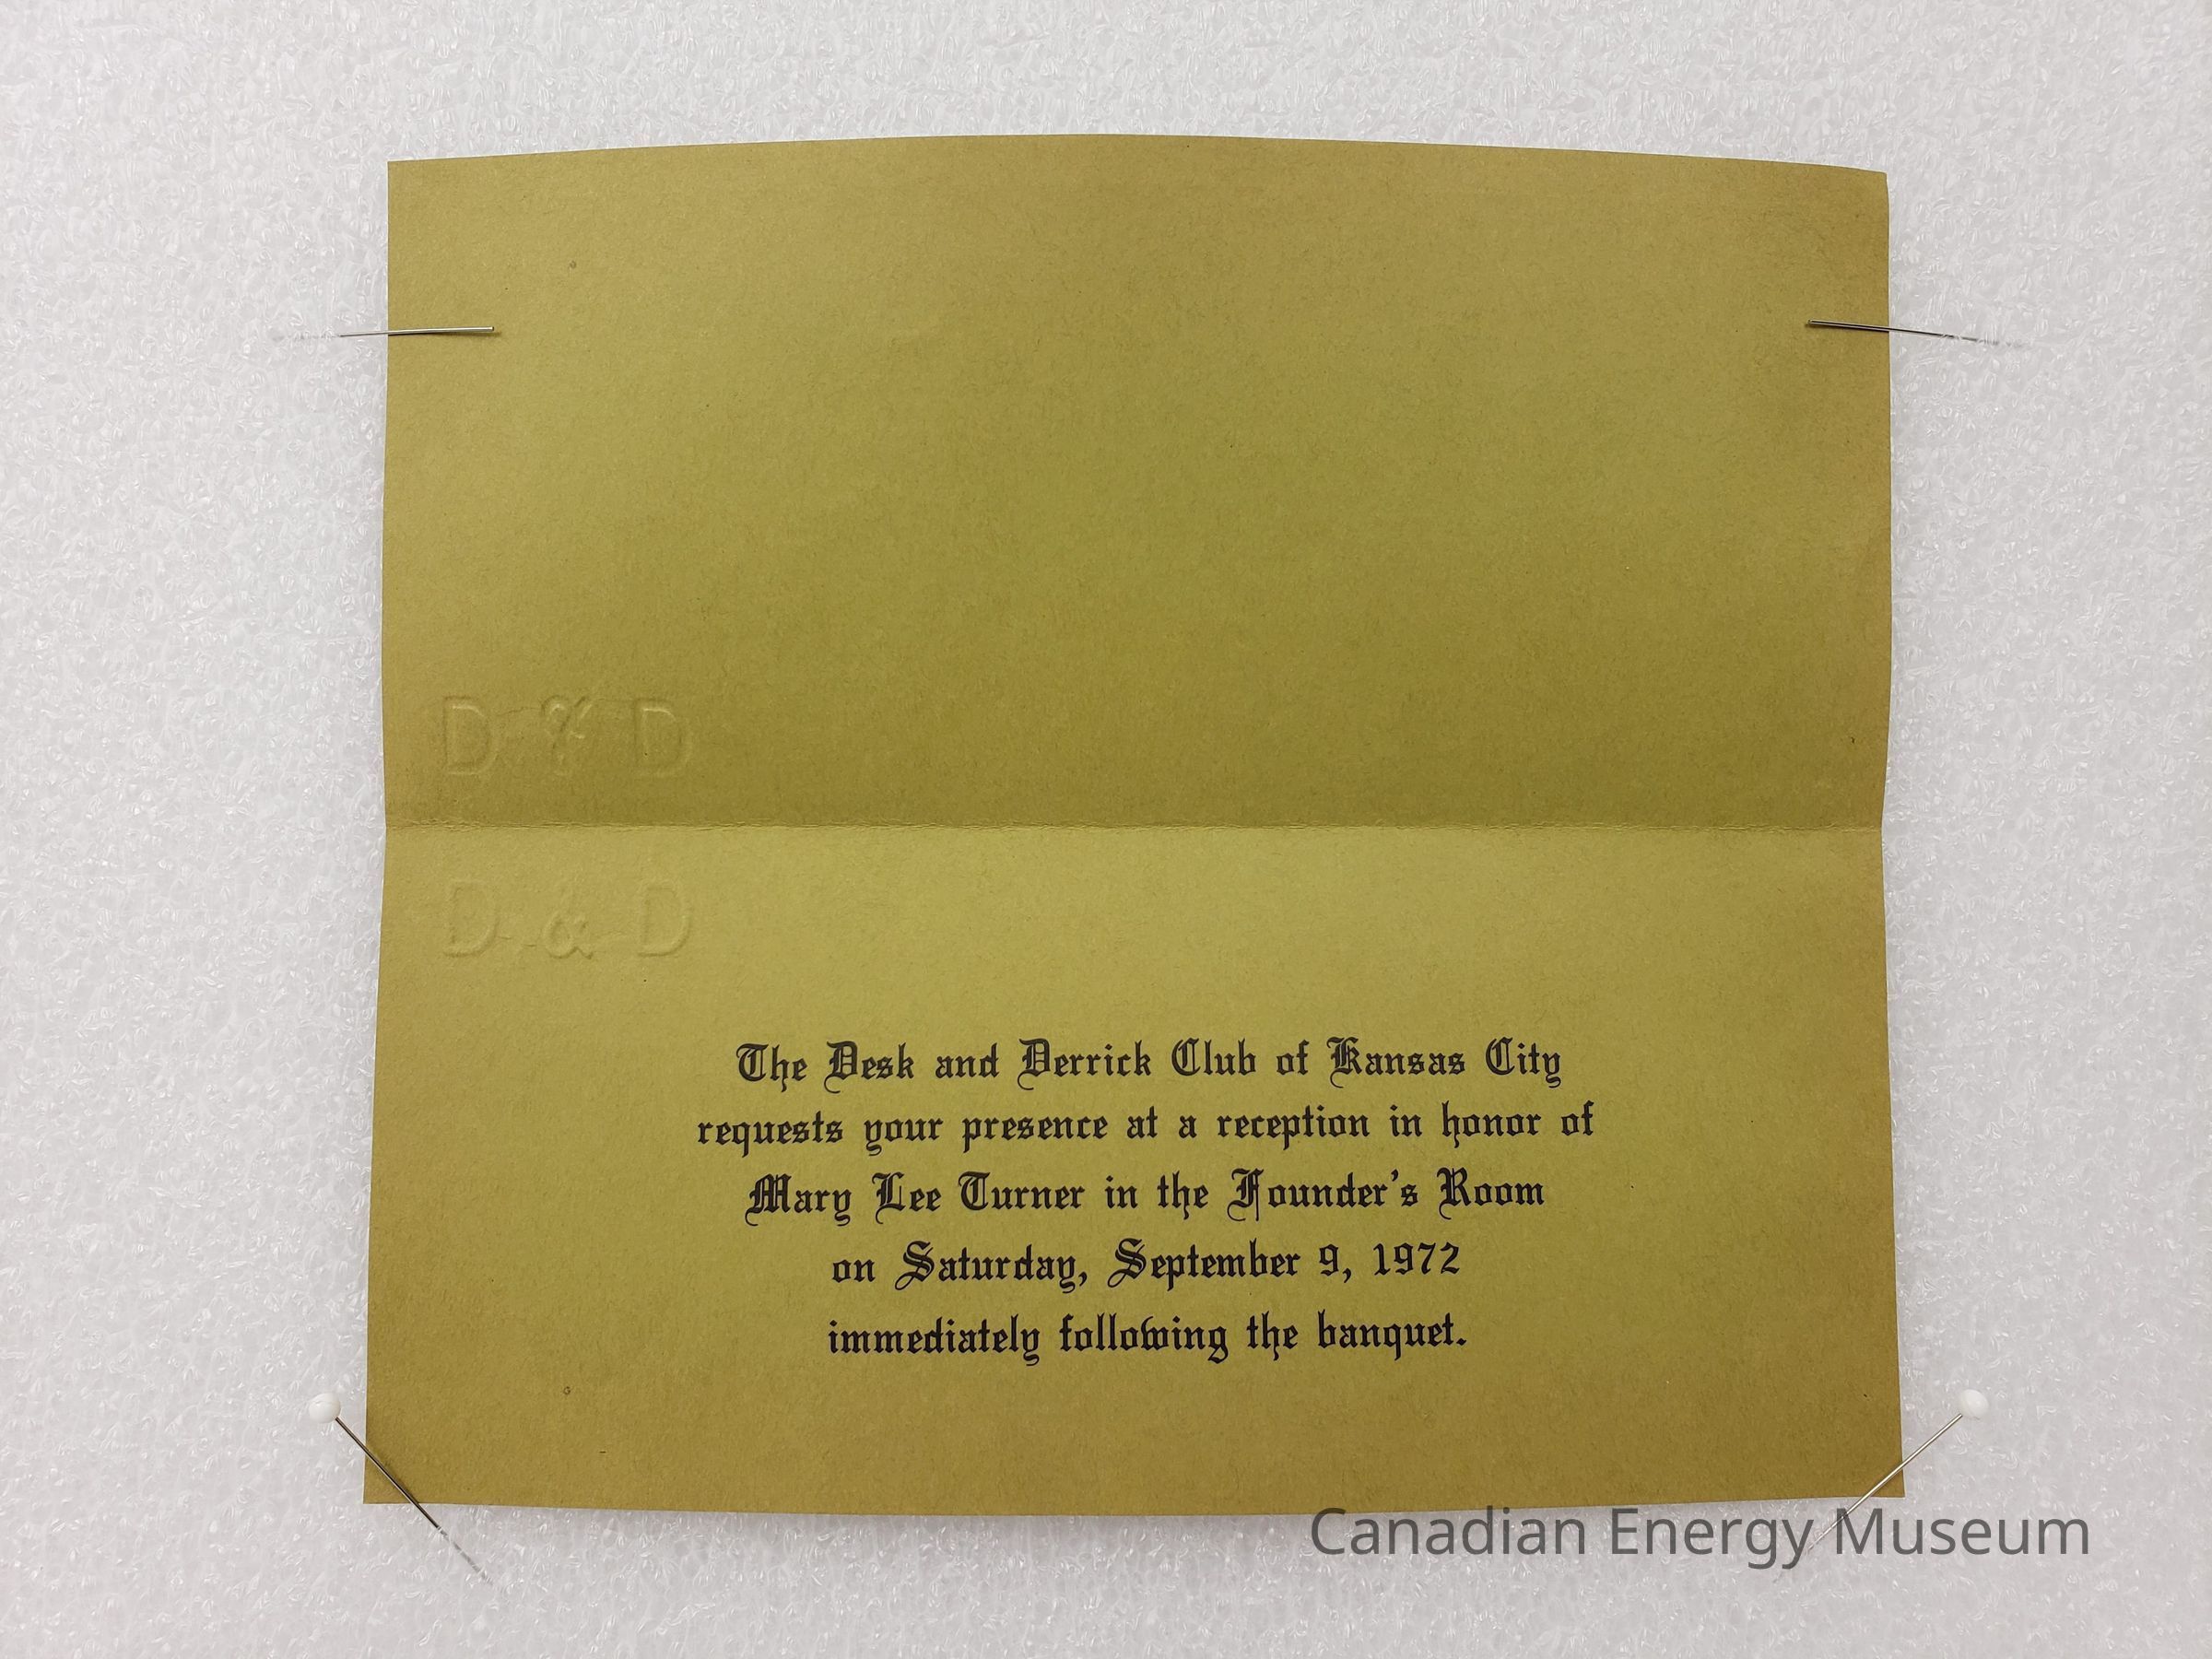 D & D
D & D
The Desk and Derrick Club of Kansas City
requests your presence at a reception in honor of
Mary Lee Turner in the Founder's Room
on Saturday, September 9, 1972
immediately following the banquet.
Canadian Energy Museum